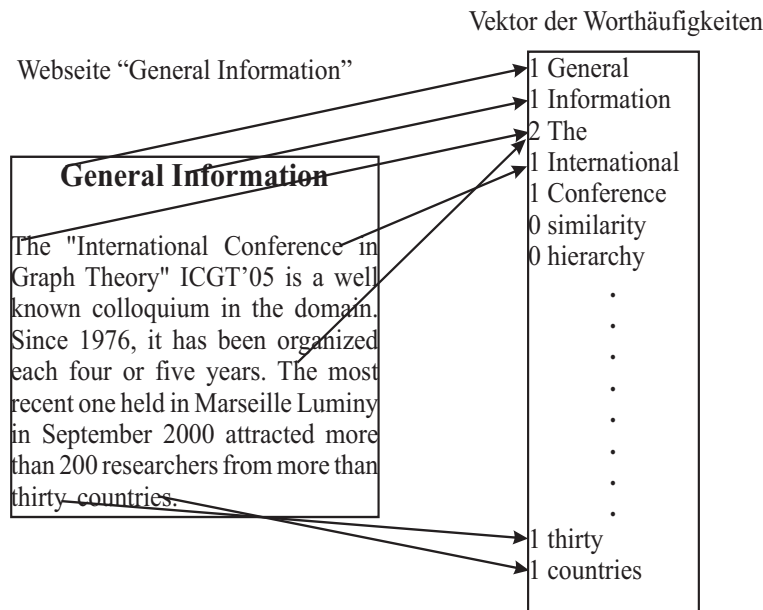 Vektor der Worthäufigkeiten
Webseite “General Information”
General Information
The "International Conference in
Graph Theory" ICGT’05 is a well
known colloquium in the domain.
Since 1976, it has been organized
each four or five years. The most
recent one held in Marseille Luminy
in September 2000 attracted more
than 200 researchers from more than
thirty countries.
1 General
1 Information
2 The
1 International
1 Conference
0 similarity
0 hierarchy
.
.
.
.
.
.
.
.
1 thirty
1 countries